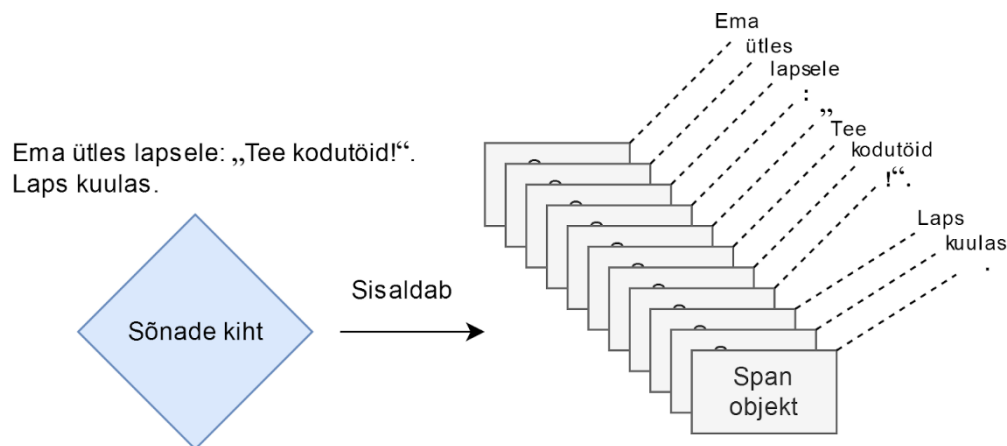 Ema
ütles
lapsele
:
„
Tee
kodutöid
!“.
Laps
kuulas
.
Ema ütles lapsele: „Tee kodutöid!“.
Laps kuulas.
Sõnade kiht
Sisaldab
Span
objekt